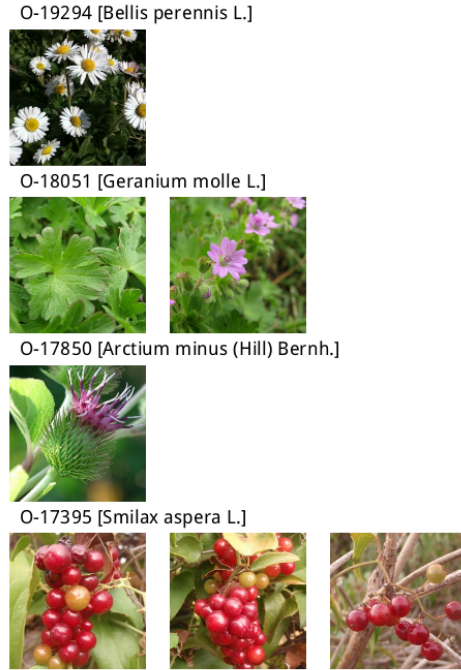 O-19294 [Bellis perennis L.]
O-18051 [Geranium molle L.]
O-17850 [Arctium minus (Hill) Bernh.]
O-17395 [Smilax aspera L.]